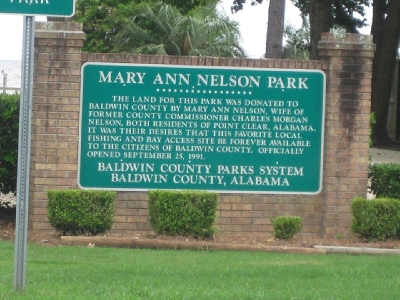 PARK
MARY ANN NELSON PARK
THE LAND FOR THIS PARK WAS DONATED TO
BALDWIN COUNTY BY MARY ANN NELSON, WIFE OF
FORMER COUNTY COMMISSIONER CHARLES MORGAN
NELSON, BOTH RESIDENTS OF POINT CLEAR, ALABAMA.
IT WAS THEIR DESIRES THAT THIS FAVORITE LOCAL
FISHING AND BAY ACCESS SITE BE FOREVER AVAILABLE
TO THE CITIZENS OF BALDWIN COUNTY. OFFICIALLY
OPENED SEPTEMBER 25, 1991.
BALDWIN COUNTY PARKS SYSTEM
BALDWIN COUNTY, ALABAMA